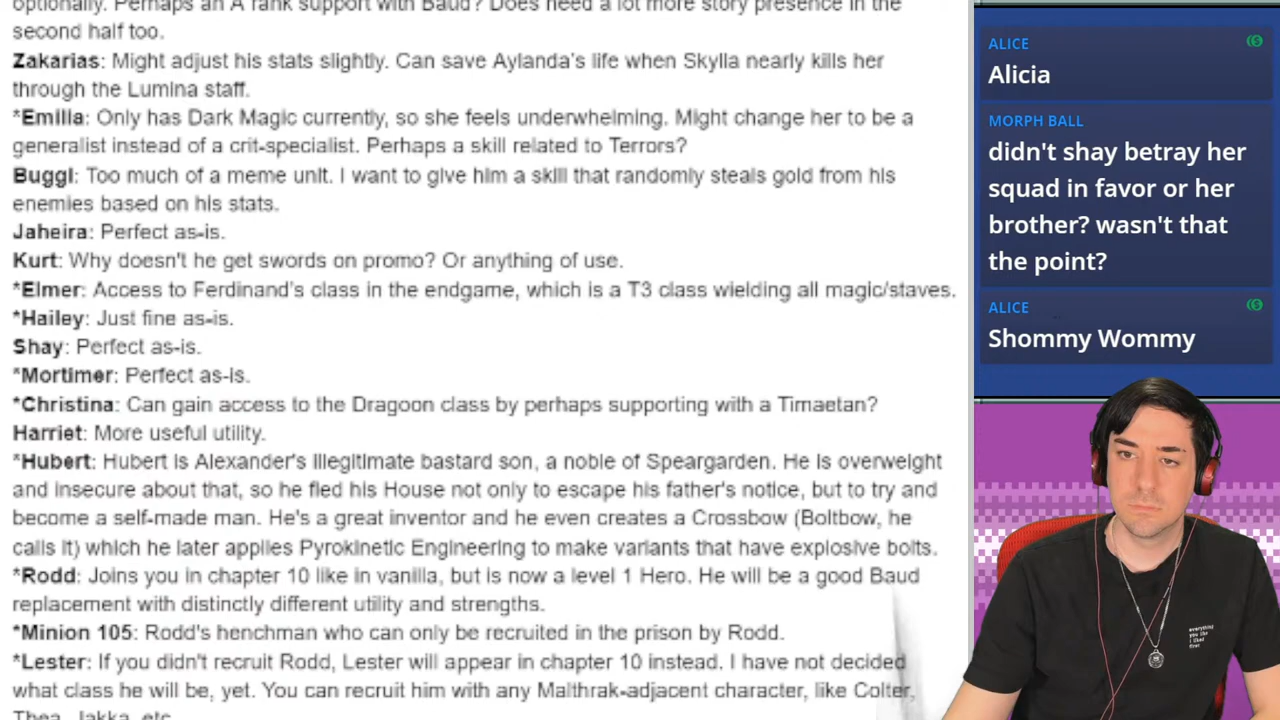 optionally. Perhaps an A rank support with Baud? Does need a lot more story presence in the
second half too.
Zakarias: Might adjust his stats slightly. Can save Aylanda's life when Skylla nearly kills her
through the Lumina staff.
*Emilia: Only has Dark Magic currently, so she feels underwhelming. Might change her to be a
generalist instead of a crit-specialist. Perhaps a skill related to Terrors?
Buggi: Too much of a meme unit. I want to give him a skill that randomly steals gold from his
enemies based on his stats.
Jaheira: Perfect as-is.
Kurt: Why doesn't he get swords on promo? Or anything of use.
*Elmer: Access to Ferdinand's class in the endgame, which is a T3 class wielding all magic/staves.
*Hailey: Just fine as-is.
Shay: Perfect as-is.
*Mortimer: Perfect as-is.
*Christina: Can gain access to the Dragoon class by perhaps supporting with a Timaetan?
Harriet: More useful utility.
*Hubert: Hubert is Alexander's illegitimate bastard son, a noble of Speargarden. He is overweight
and insecure about that, so he fled his House not only to escape his father's notice, but to try and
become a self-made man. He's a great inventor and he even creates a Crossbow (Boltbow, he
calls it) which he later applies Pyrokinetic Engineering to make variants that have explosive bolts.
*Rodd: Joins you in chapter 10 like in vanilla, but is now a level 1 Hero. He will be a good Baud
replacement with distinctly different utility and strengths.
*Minion 105: Rodd's henchman who can only be recruited in the prison by Rodd.
*Lester: If you didn't recruit Rodd, Lester will appear in chapter 10 instead. I have not decided
what class he will be, yet. You can recruit him with any Malthrak-adjacent character, like Colter,
Thea, Jakka, etc.
ALICE
Alicia
MORPH BALL
didn't shay betray her
squad in favor or her
brother? wasn't that
the point?
ALICE
Shommy Wommy
everything
you like
I liked
first